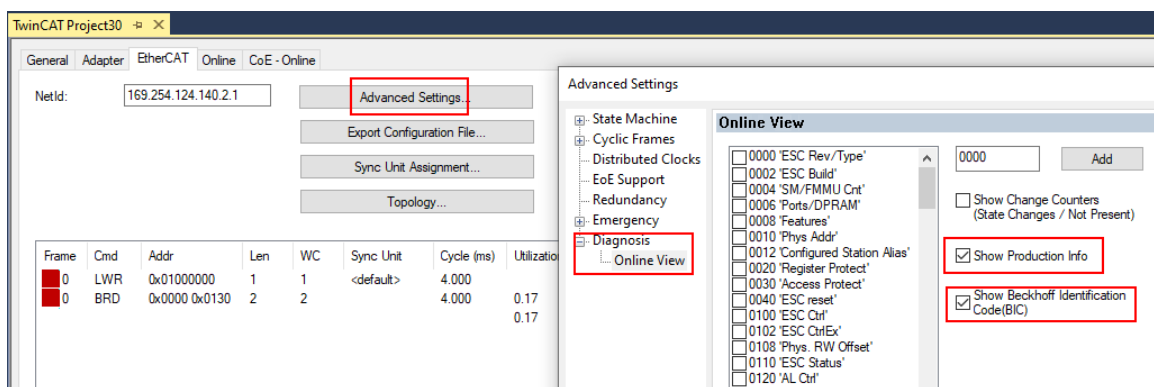 TwinCAT Project30
General Adapter EtherCAT Online CoE - Online
NetId: 169.254.124.140.2.1
Advanced Settings...
Export Configuration File...
Sync Unit Assignment...
Topology...
Frame Cmd Addr Len WC Sync Unit Cycle (ms) Utilizatio
0 LWR 0x01000000 1 1 <default> 4.000
0 BRD 0x0000 0x0130 2 2 4.000 0.17
0.17
Advanced Settings
State Machine
Cyclic Frames
Distributed Clocks
EoE Support
Redundancy
Emergency
Diagnosis
Online View
Online View
0000 'ESC Rev/Type'
0002 'ESC Build'
0004 'SM/FMMU Cnt'
0006 'Ports/DPRAM'
0008 'Features'
0010 'Phys Addr'
0012 'Configured Station Alias'
0020 'Register Protect'
0030 'Access Protect'
0040 'ESC reset'
0100 'ESC Ctrl'
0102 'ESC CtrlEx'
0108 'Phys. RW Offset'
0110 'ESC Status'
0120 'AL Ctrl'
0000 Add
Show Change Counters
(State Changes / Not Present)
Show Production Info
Show Beckhoff Identification
Code(BIC)